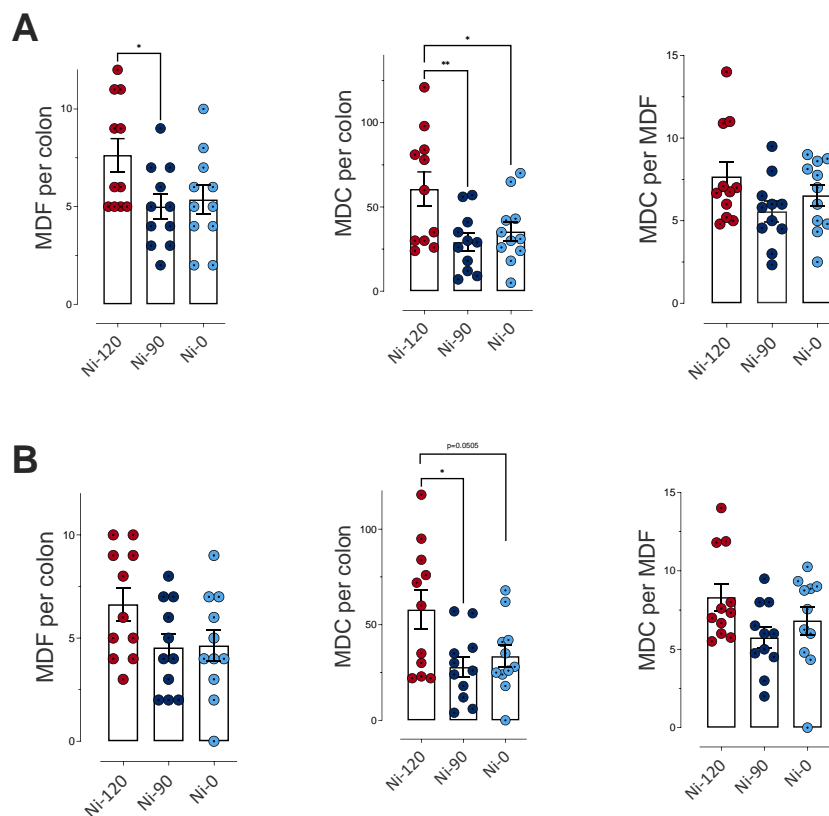 A
*
MDF per colon
10
5
0
Ni-120
Ni-90
Ni-0
*
**
MDC per colon
100
50
0
Ni-120
Ni-90
Ni-0
MDC per MDF
15
10
5
0
Ni-120
Ni-90
Ni-0
B
MDF per colon
10
5
0
Ni-120
Ni-90
Ni-0
p=0.0505
*
MDC per colon
100
50
0
Ni-120
Ni-90
Ni-0
MDC per MDF
15
10
5
0
Ni-120
Ni-90
Ni-0